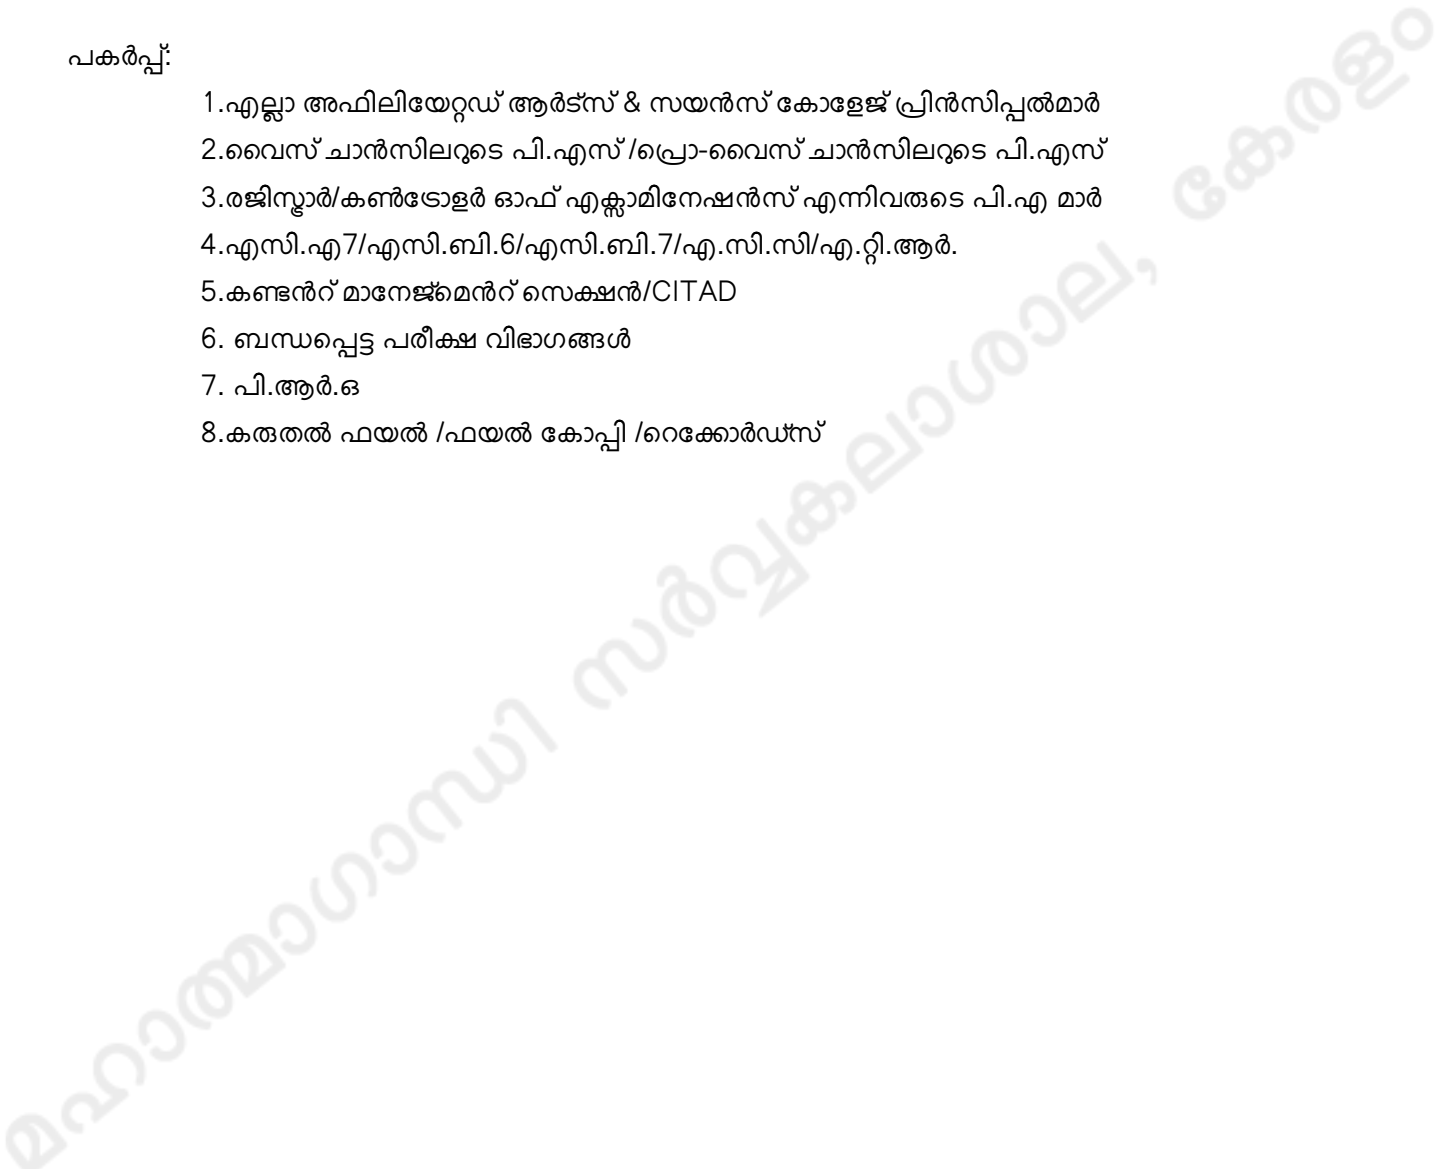 പകർപ്പ്:
1.എല്ലാ അഫിലിയേറ്റഡ് ആർട്സ് & സയൻസ് കോളേജ് പ്രിൻസിപ്പൽമാർ
2.വൈസ് ചാൻസിലറുടെ പി.എസ് /പ്രൊ-വൈസ് ചാൻസിലറുടെ പി.എസ്
3.രജിസ്ട്രാർ/കൺട്രോളർ ഓഫ് എക്സാമിനേഷൻസ് എന്നിവരുടെ പി.എ മാർ
4.എസി.എ7/എസി.ബി.6/എസി.ബി.7/എ.സി.സി/എ.റ്റി.ആർ.
5.കണ്ടൻറ് മാനേജ്മെൻറ് സെക്ഷൻ/CITAD
6. ബന്ധപ്പെട്ട പരീക്ഷ വിഭാഗങ്ങൾ
7. പി.ആർ.ഒ
8.കരുതൽ ഫയൽ /ഫയൽ കോപ്പി /റെക്കോർഡ്സ്
മഹാത്മാഗാന്ധി സർവ്വകലാശാല, കേരളം